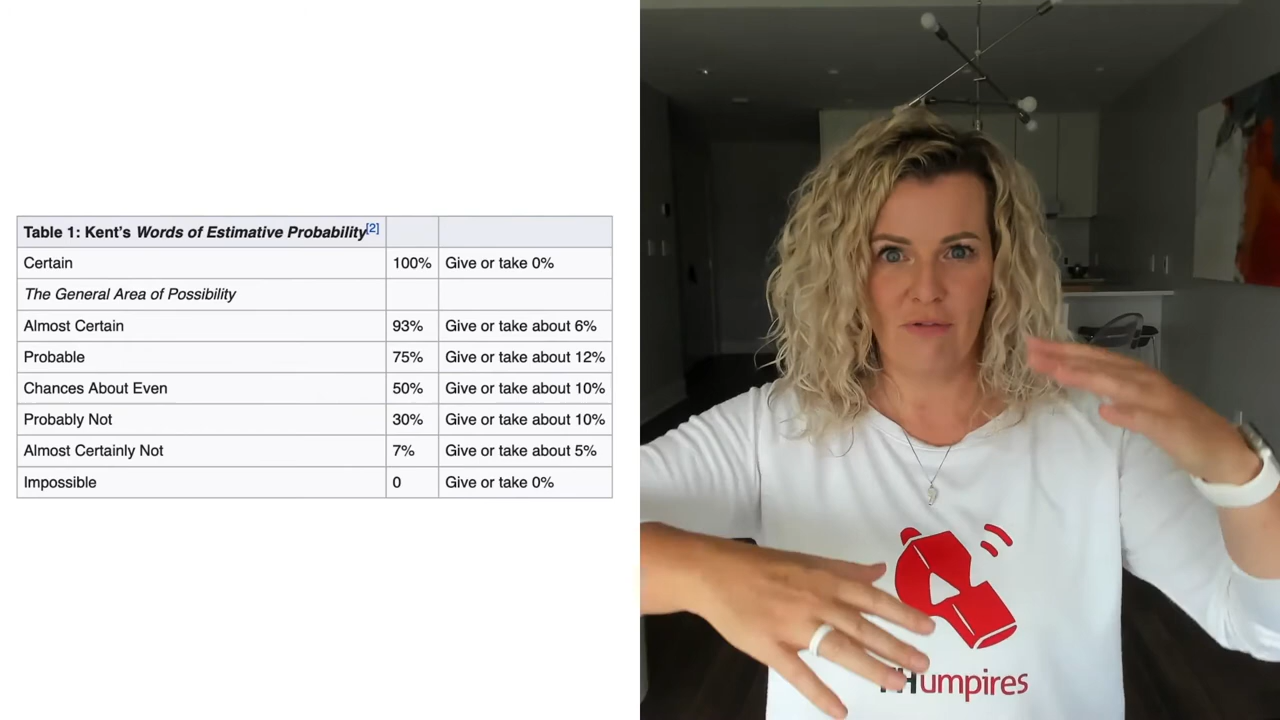 Table 1: Kent's Words of Estimative Probability[2]
Certain 100% Give or take 0%
The General Area of Possibility
Almost Certain 93% Give or take about 6%
Probable 75% Give or take about 12%
Chances About Even 50% Give or take about 10%
Probably Not 30% Give or take about 10%
Almost Certainly Not 7% Give or take about 5%
Impossible 0 Give or take 0%
Humpires